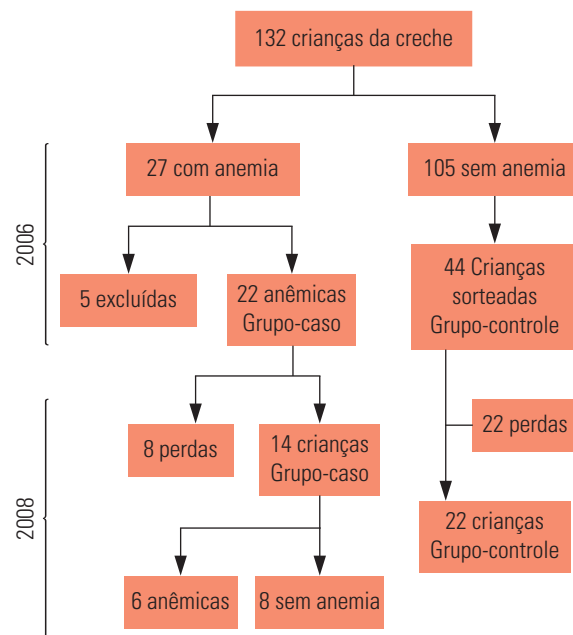 132 crianças da creche
2006
27 com anemia
105 sem anemia
5 excluídas
22 anêmicas
Grupo-caso
44 Crianças
sorteadas
Grupo-controle
2008
8 perdas
14 crianças
Grupo-caso
22 perdas
22 crianças
Grupo-controle
6 anêmicas
8 sem anemia